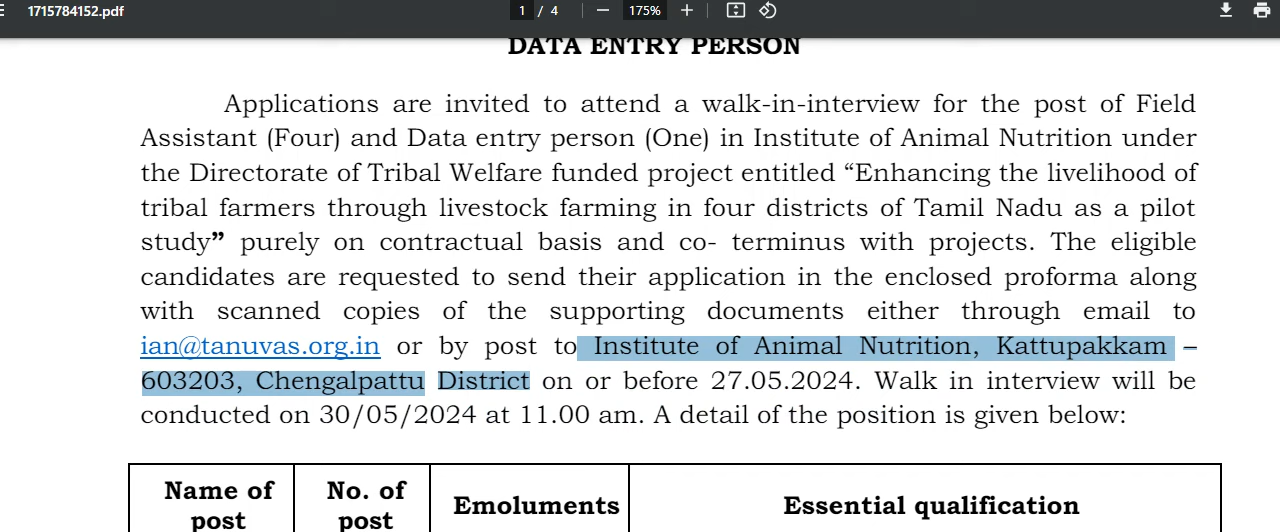 1715784152.pdf
1 / 4
175%
DATA ENTRY PERSON
Applications are invited to attend a walk-in-interview for the post of Field
Assistant (Four) and Data entry person (One) in Institute of Animal Nutrition under
the Directorate of Tribal Welfare funded project entitled “Enhancing the livelihood of
tribal farmers through livestock farming in four districts of Tamil Nadu as a pilot
study” purely on contractual basis and co- terminus with projects. The eligible
candidates are requested to send their application in the enclosed proforma along
with scanned copies of the supporting documents either through email to
ian@tanuvas.org.in or by post to Institute of Animal Nutrition, Kattupakkam –
603203, Chengalpattu District on or before 27.05.2024. Walk in interview will be
conducted on 30/05/2024 at 11.00 am. A detail of the position is given below:
Name of
post
No. of
post
Emoluments
Essential qualification